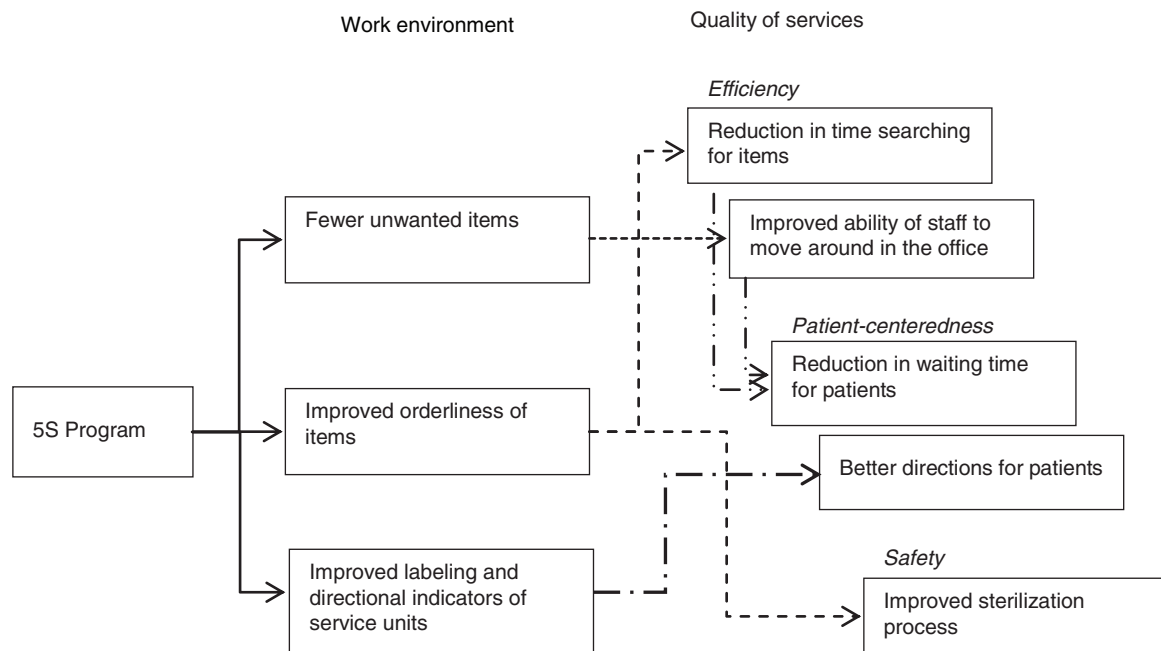 Work environment
Quality of services
Efficiency
Reduction in time searching
for items
Fewer unwanted items
Improved ability of staff to
move around in the office
Patient-centeredness
Reduction in waiting time
for patients
5S Program
Improved orderliness of
items
Better directions for patients
Safety
Improved labeling and
directional indicators of
service units
Improved sterilization
process